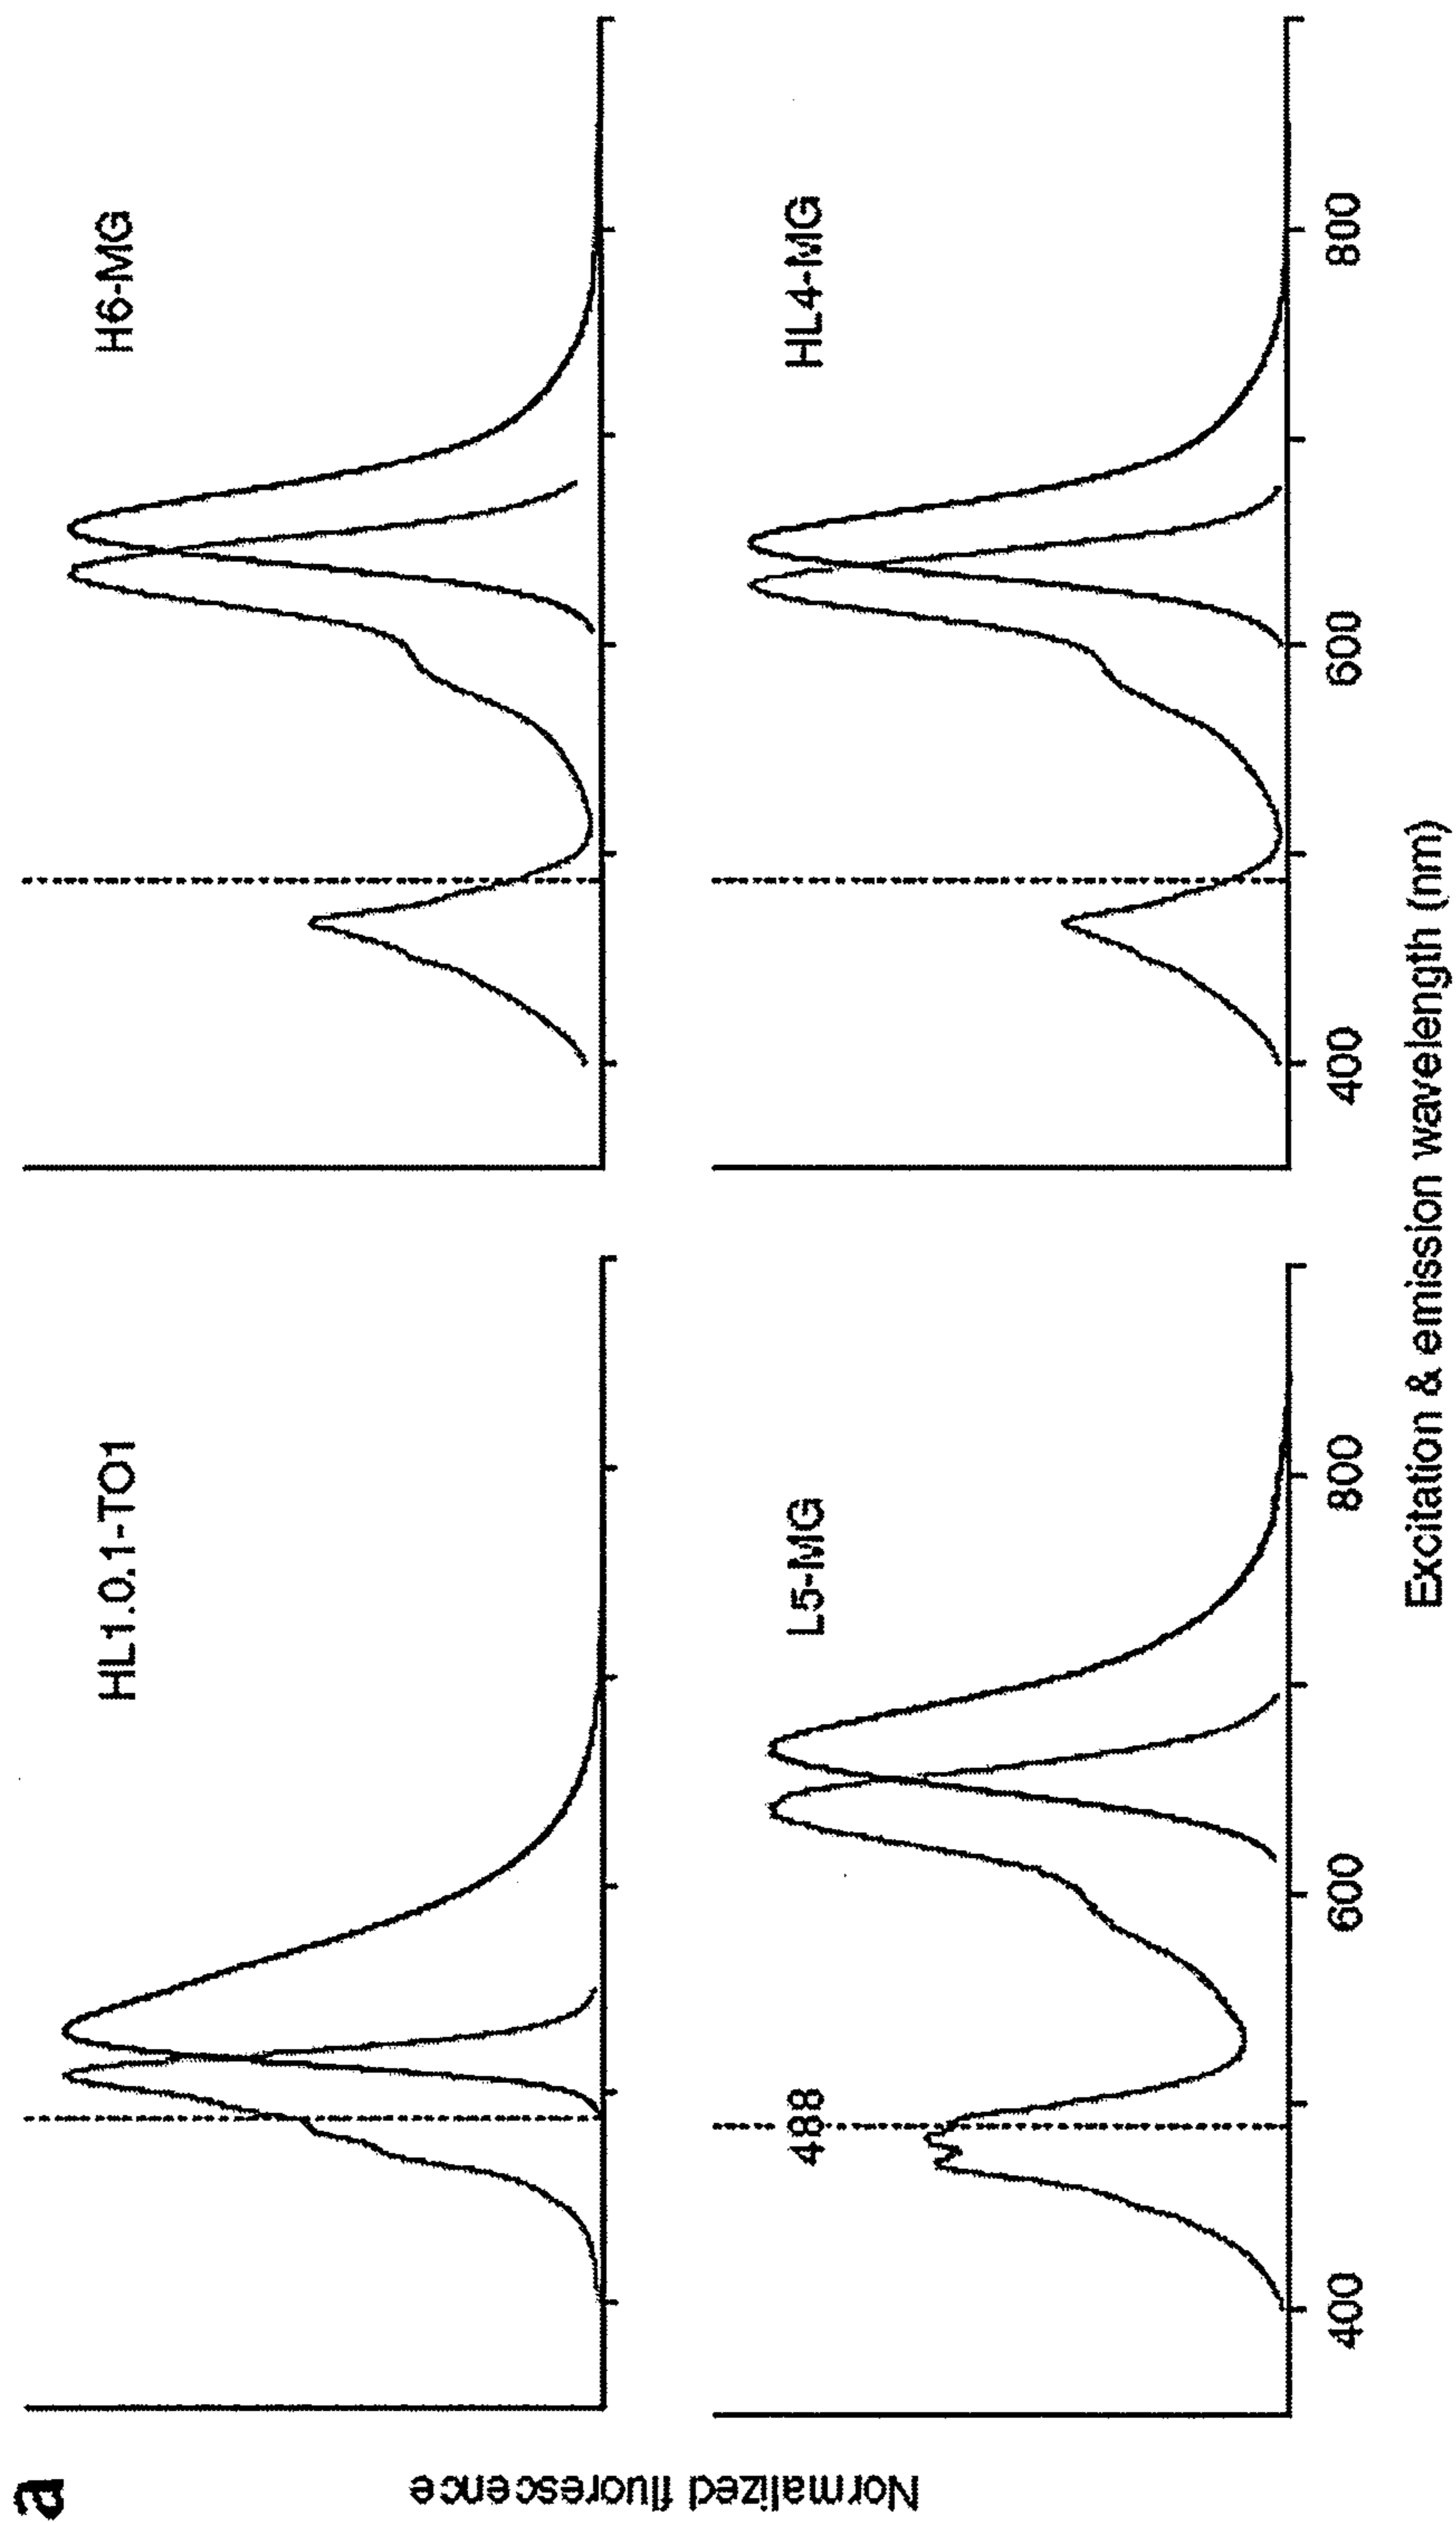 a
Normalized fluorescence
HL1.0.1-TO1
H6-MG
L5-MG
HL4-MG
488
400 600 800
400 600 800
Excitation & emission wavelength (nm)